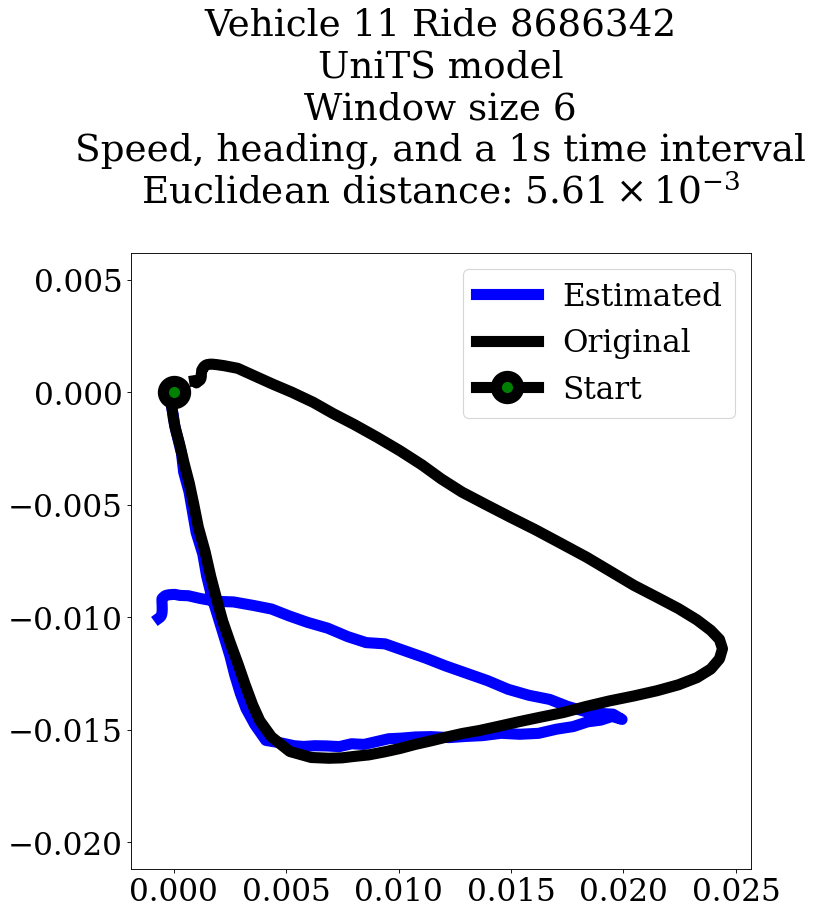 Vehicle 11 Ride 8686342
UniTS model
Window size 6
Speed, heading, and a 1s time interval
Euclidean distance: 5.61 × 10⁻³
Estimated
Original
Start
0.005
0.000
−0.005
−0.010
−0.015
−0.020
0.000 0.005 0.010 0.015 0.020 0.025